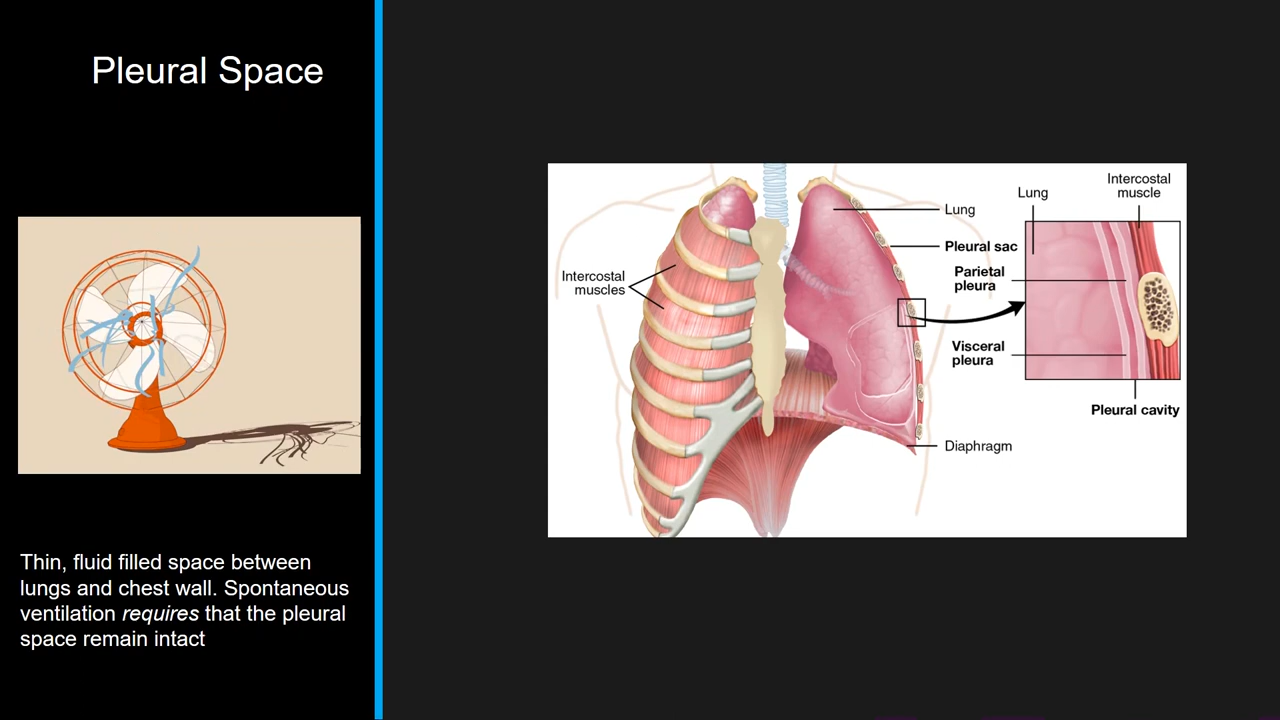 Pleural Space
Thin, fluid filled space between
lungs and chest wall. Spontaneous
ventilation requires that the pleural
space remain intact
Intercostal
muscles
Lung
Pleural sac
Parietal
pleura
Visceral
pleura
Diaphragm
Lung
Intercostal
muscle
Pleural cavity